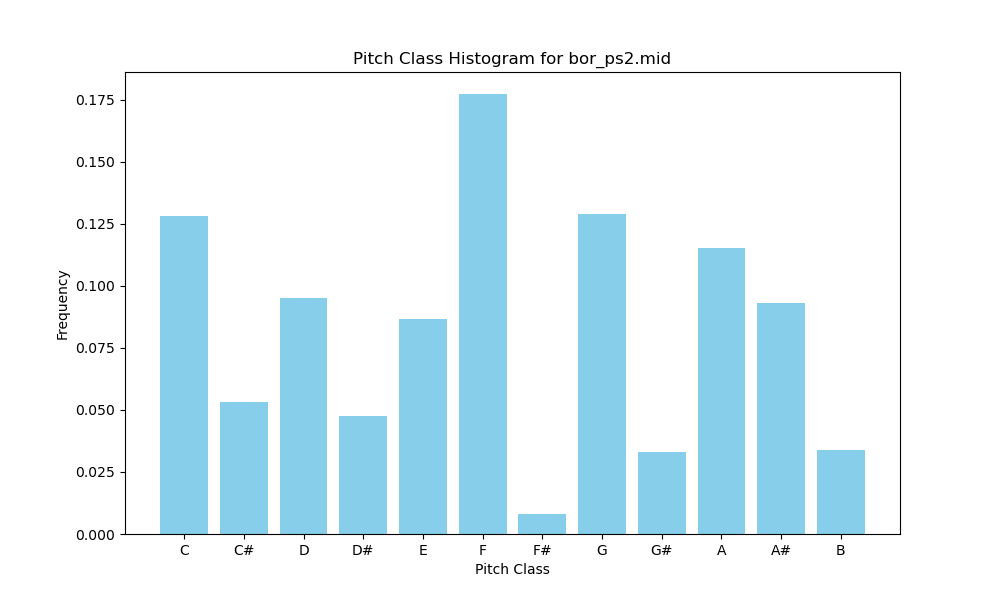 Pitch Class Histogram for bor_ps2.mid
0.175
0.150
0.125
0.100
0.075
0.050
0.025
0.000
Frequency
C C# D D# E F F# G G# A A# B
Pitch Class